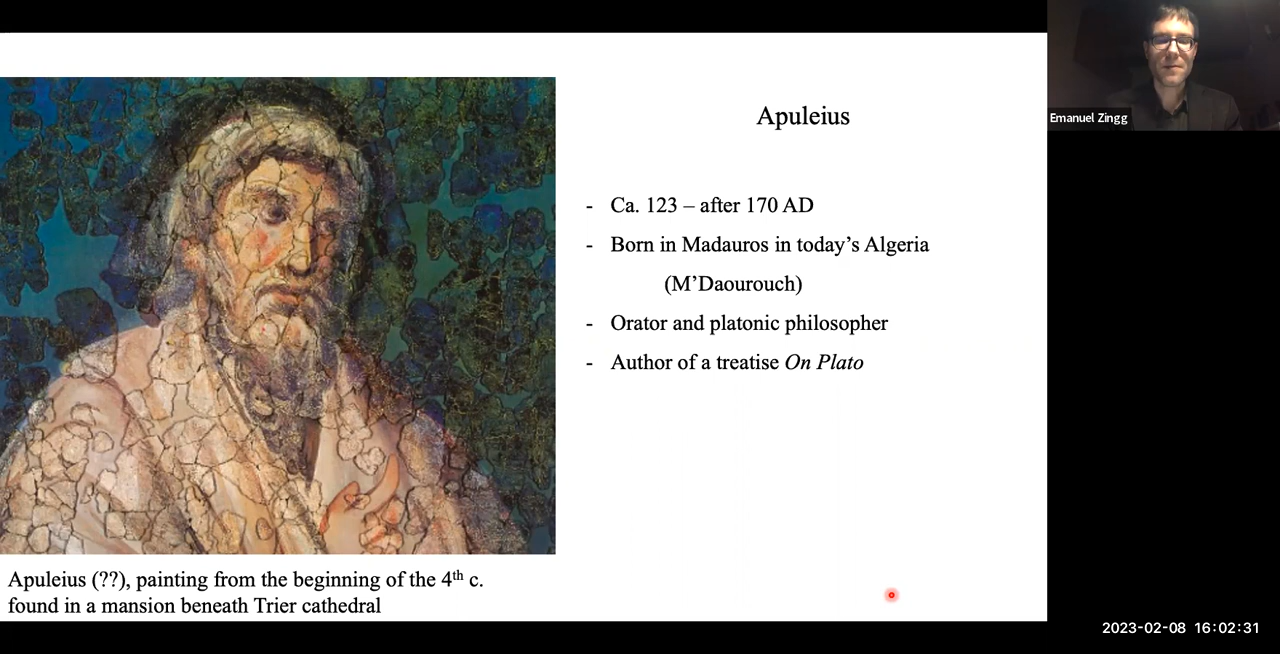 Emanuel Zingg
Apuleius
- Ca. 123 – after 170 AD
- Born in Madauros in today’s Algeria
(M’Daourouch)
- Orator and platonic philosopher
- Author of a treatise On Plato
Apuleius (??), painting from the beginning of the 4th c.
found in a mansion beneath Trier cathedral
2023-02-08 16:02:31